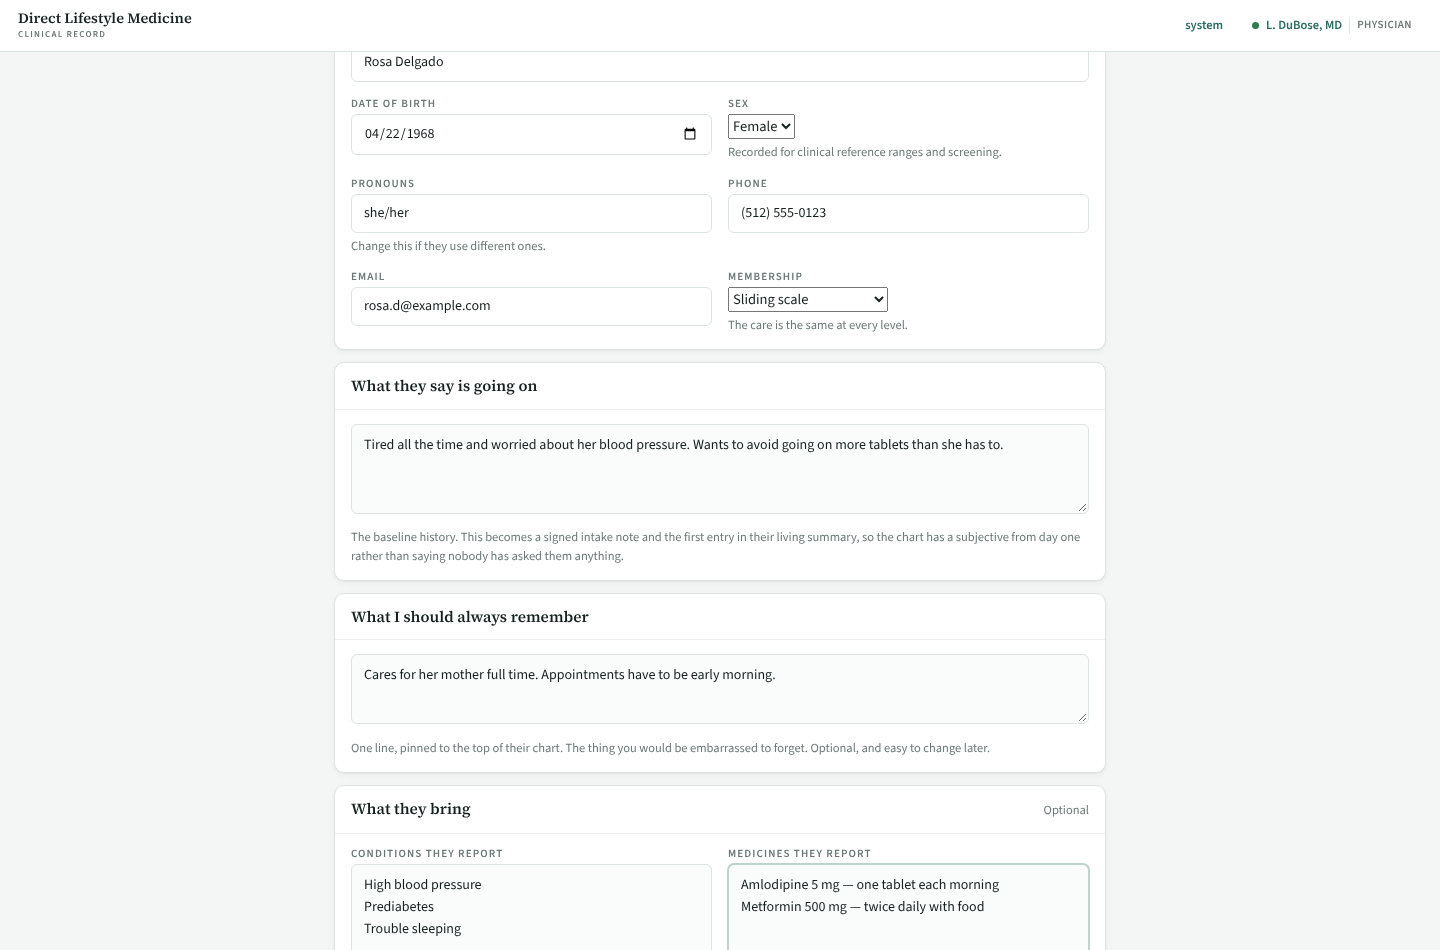 Direct Lifestyle Medicine
CLINICAL RECORD
system
L. DuBose, MD
PHYSICIAN
Rosa Delgado
DATE OF BIRTH
04/22/1968
SEX
Female
Recorded for clinical reference ranges and screening.
PRONOUNS
she/her
Change this if they use different ones.
PHONE
(512) 555-0123
EMAIL
rosa.d@example.com
MEMBERSHIP
Sliding scale
The care is the same at every level.
What they say is going on
Tired all the time and worried about her blood pressure. Wants to avoid going on more tablets than she has to.
The baseline history. This becomes a signed intake note and the first entry in their living summary, so the chart has a subjective from day one
rather than saying nobody has asked them anything.
What I should always remember
Cares for her mother full time. Appointments have to be early morning.
One line, pinned to the top of their chart. The thing you would be embarrassed to forget. Optional, and easy to change later.
What they bring
Optional
CONDITIONS THEY REPORT
High blood pressure
Prediabetes
Trouble sleeping
MEDICINES THEY REPORT
Amlodipine 5 mg — one tablet each morning
Metformin 500 mg — twice daily with food